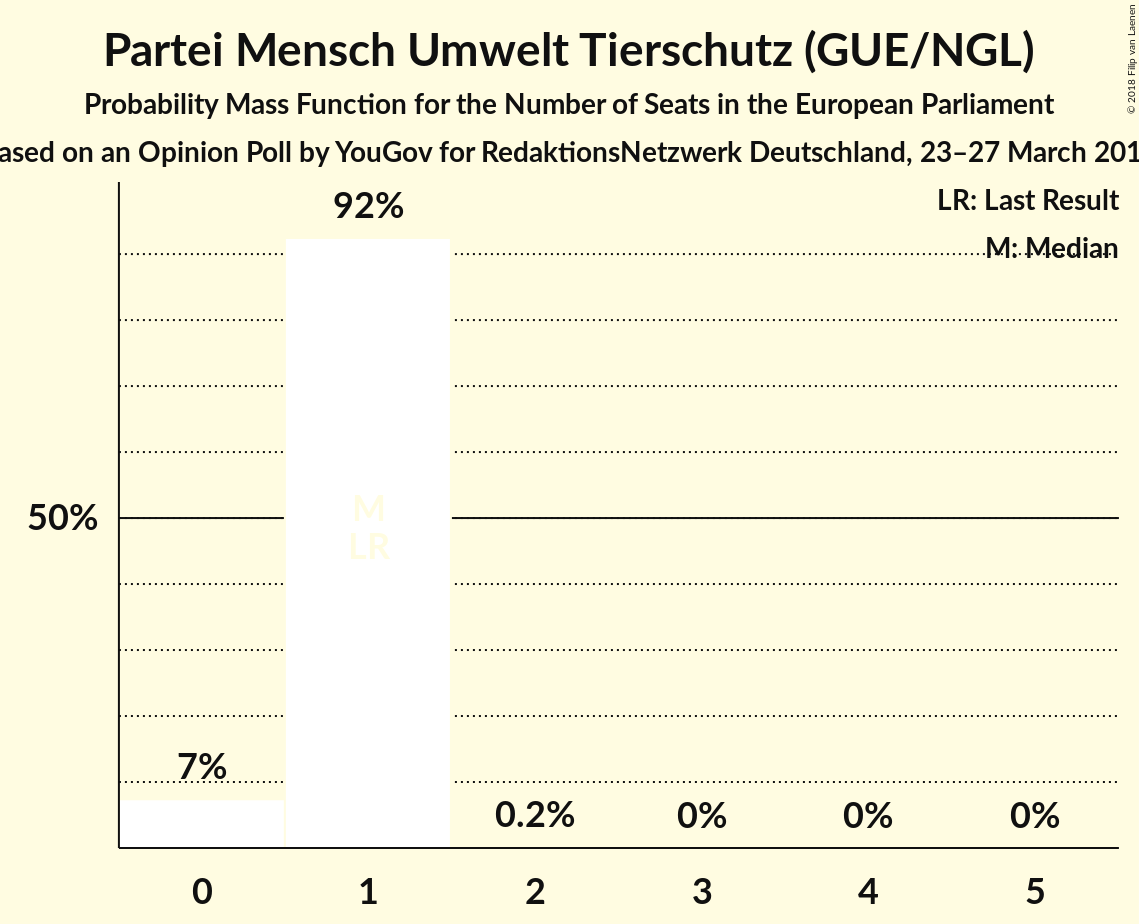 Partei Mensch Umwelt Tierschutz (GUE/NGL)
Probability Mass Function for the Number of Seats in the European Parliament
ased on an Opinion Poll by YouGov for RedaktionsNetzwerk Deutschland, 23–27 March 201
© 2018 Filip van Laenen
LR: Last Result
M: Median
92%
50%
M
LR
7%
0.2%
0%
0%
0%
0 1 2 3 4 5